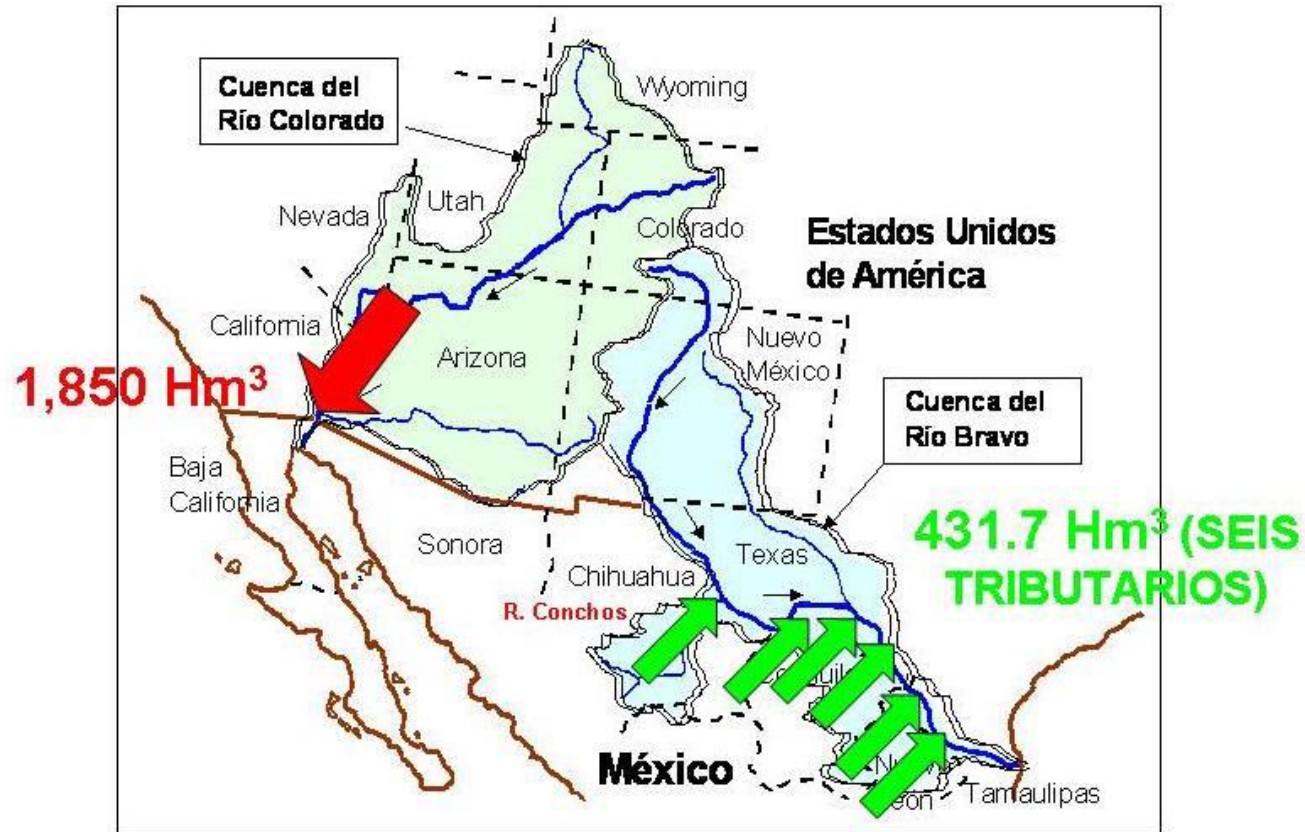 Cuenca del
Río Colorado
Wyoming
Utah
Nevada
Colorado
Estados Unidos
de América
California
Arizona
Nuevo
México
1,850 Hm³
Cuenca del
Río Bravo
Baja
California
Sonora
Texas
431.7 Hm³ (SEIS
TRIBUTARIOS)
Chihuahua
R. Conchos
México
Tamaulipas